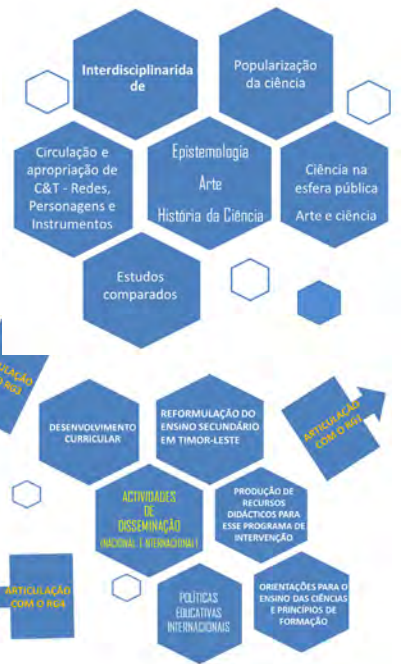 Interdisciplinarida
de
Popularização
da ciência
Circulação e
apropriação de
C&T - Redes,
Personagens e
Instrumentos
Epistemologia
Arte
História da Ciência
Ciência na
esfera pública
Arte e ciência
Estudos
comparados
DESENVOLVIMENTO
CURRICULAR
REFORMULAÇÃO DO
ENSINO SECUNDÁRIO
EM TIMOR-LESTE
ARTICULAÇÃO
COM O RG1
ACTIVIDADES
DE
DISSEMINAÇÃO
(NACIONAL E INTERNACIONAL)
PRODUÇÃO DE
RECURSOS
DIDÁCTICOS PARA
ESSE PROGRAMA DE
INTERVENÇÃO
ARTICULAÇÃO
COM O RG4
POLÍTICAS
EDUCATIVAS
INTERNACIONAIS
ORIENTAÇÕES PARA O
ENSINO DAS CIÊNCIAS
E PRINCÍPIOS DE
FORMAÇÃO